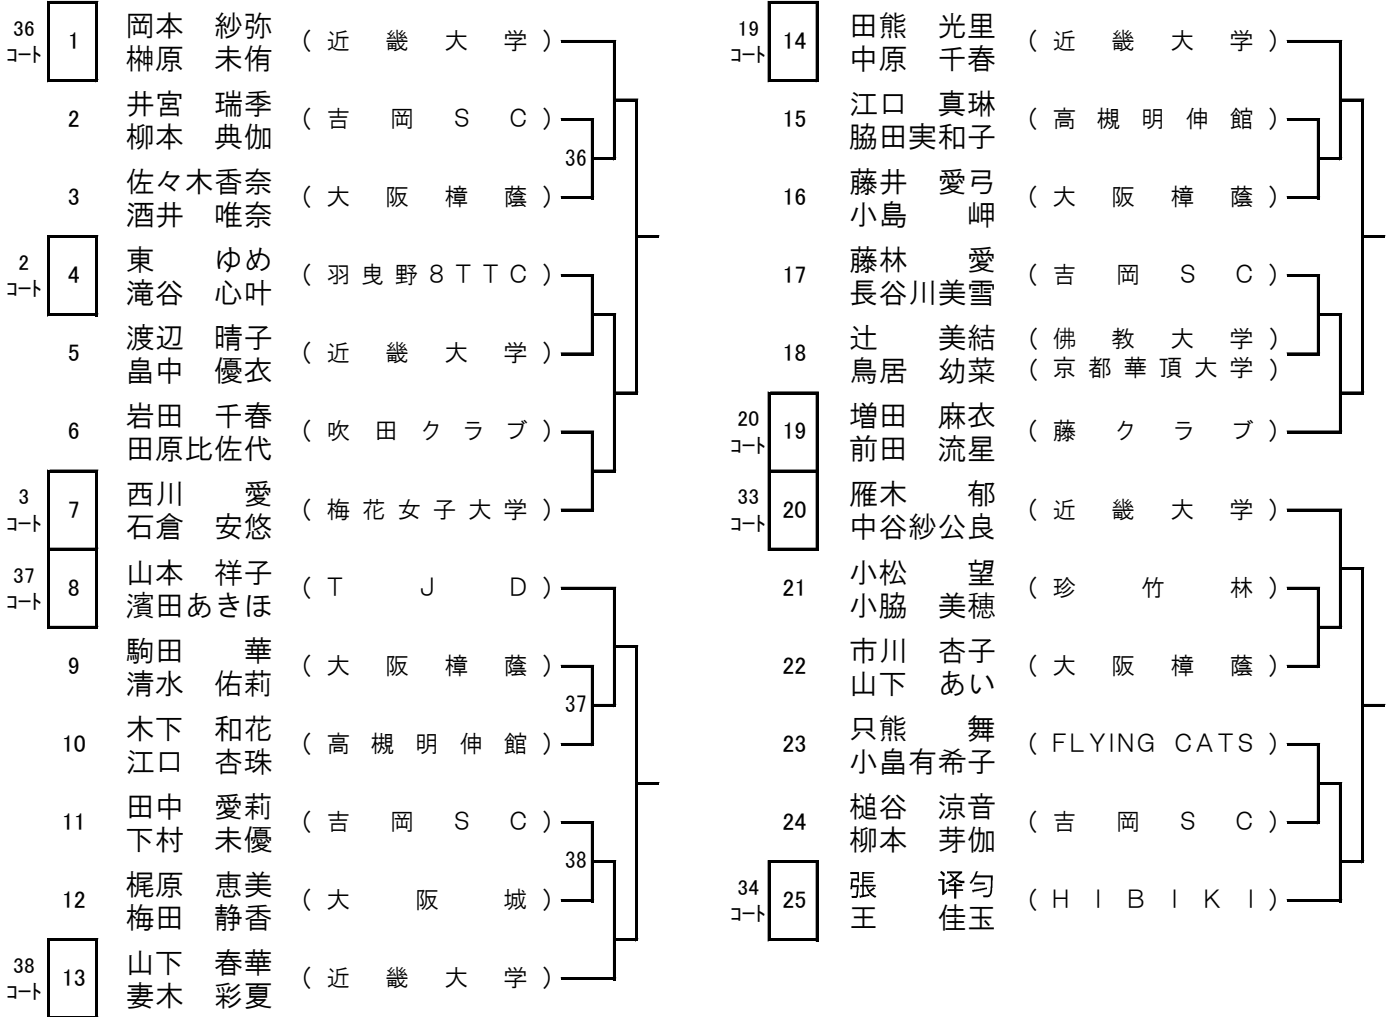 36
コート
1
岡本 紗弥
榊原 未侑
(近畿大学)
2
井宮 瑞季
柳本 典伽
(吉岡SC)
36
3
佐々木香奈
酒井 唯奈
(大阪樟蔭)
2
コート
4
東 ゆめ
滝谷 心叶
(羽曳野8TTC)
5
渡辺 晴子
畠中 優衣
(近畿大学)
6
岩田 千春
田原比佐代
(吹田クラブ)
3
コート
7
西川 愛
石倉 安悠
(梅花女子大学)
37
コート
8
山本 祥子
濱田あきほ
(TJD)
9
駒田 華
清水 佑莉
(大阪樟蔭)
37
10
木下 和花
江口 杏珠
(高槻明伸館)
11
田中 愛莉
下村 未優
(吉岡SC)
38
12
梶原 恵美
梅田 静香
(大阪城)
38
コート
13
山下 春華
妻木 彩夏
(近畿大学)
19
コート
14
田熊 光里
中原 千春
(近畿大学)
15
江口 真琳
脇田実和子
(高槻明伸館)
16
藤井 愛弓
小島 岬
(大阪樟蔭)
17
藤林 愛
長谷川美雪
(吉岡SC)
18
辻 美結
鳥居 幼菜
(佛教大学)
(京都華頂大学)
20
コート
19
増田 麻衣
前田 流星
(藤クラブ)
33
コート
20
雁木 郁
中谷紗公良
(近畿大学)
21
小松 望
小脇 美穂
(珍竹林)
22
市川 杏子
山下 あい
(大阪樟蔭)
23
只熊 舞
小畠有希子
(FLYING CATS)
24
槌谷 涼音
柳本 芽伽
(吉岡SC)
34
コート
25
張 译匀
王 佳玉
(HIBIKI)